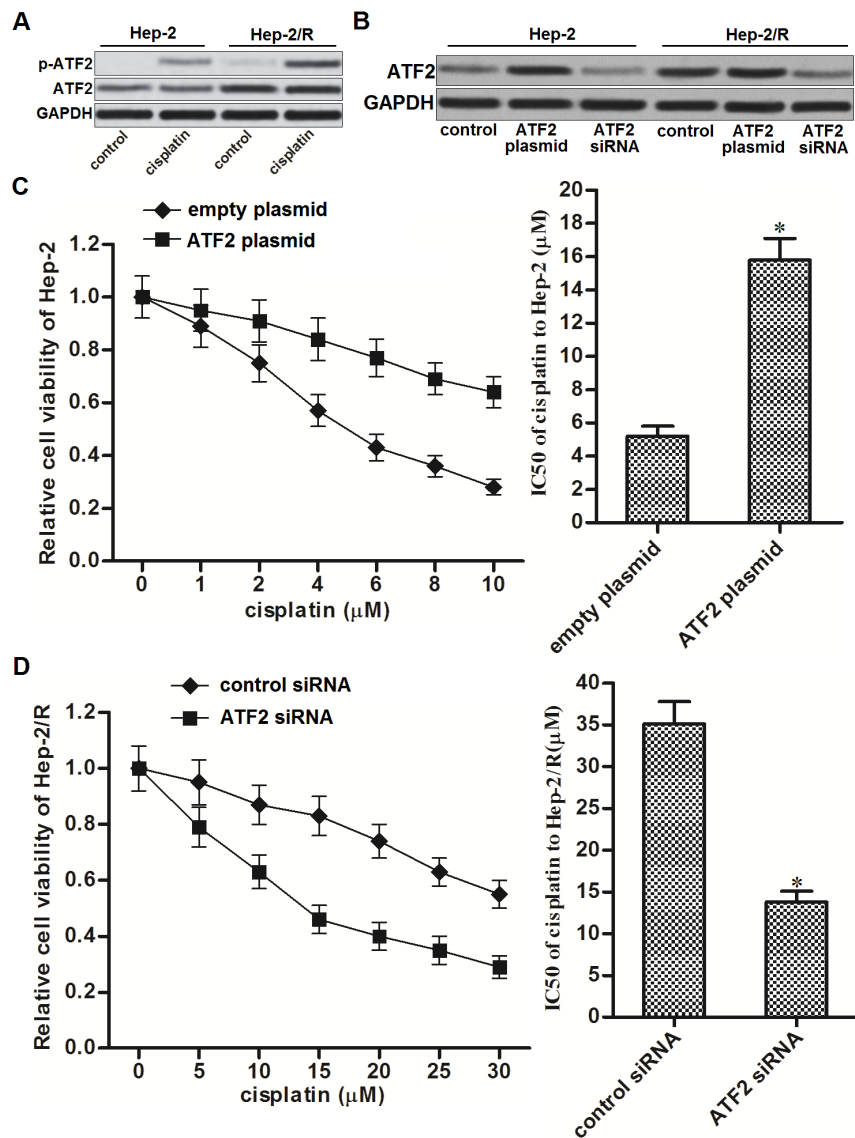 A
Hep-2 Hep-2/R
p-ATF2
ATF2
GAPDH
control cisplatin control cisplatin
B
Hep-2 Hep-2/R
ATF2
GAPDH
control ATF2 plasmid ATF2 siRNA control ATF2 plasmid ATF2 siRNA
C
empty plasmid
ATF2 plasmid
Relative cell viability of Hep-2
1.2
1.0
0.8
0.6
0.4
0.2
0.0
0 1 2 4 6 8 10
cisplatin (μM)
IC50 of cisplatin to Hep-2 (μM)
20
18
16
14
12
10
8
6
4
2
0
*
empty plasmid ATF2 plasmid
D
control siRNA
ATF2 siRNA
Relative cell viability of Hep-2/R
1.2
1.0
0.8
0.6
0.4
0.2
0.0
0 5 10 15 20 25 30
cisplatin (μM)
IC50 of cisplatin to Hep-2/R(μM)
40
35
30
25
20
15
10
5
0
*
control siRNA ATF2 siRNA